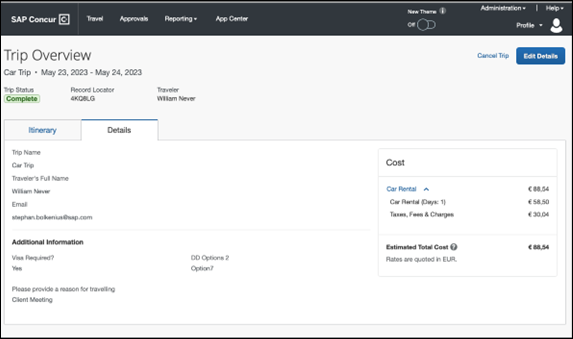 SAP Concur C Travel Approvals Reporting App Center
New Theme
Off
Administration Help
Profile
Trip Overview
Car Trip • May 23, 2023 - May 24, 2023
Cancel Trip Edit Details
Trip Status Record Locator Traveler
Complete 4KQ8LG William Never
Itinerary Details
Trip Name
Car Trip
Traveler's Full Name
William Never
Email
stephan.bolkenius@sap.com
Additional Information
Visa Required? DD Options 2
Yes Option7
Please provide a reason for travelling
Client Meeting
Cost
Car Rental € 88,54
Car Rental (Days: 1) € 58,50
Taxes, Fees & Charges € 30,04
Estimated Total Cost ? € 88,54
Rates are quoted in EUR.